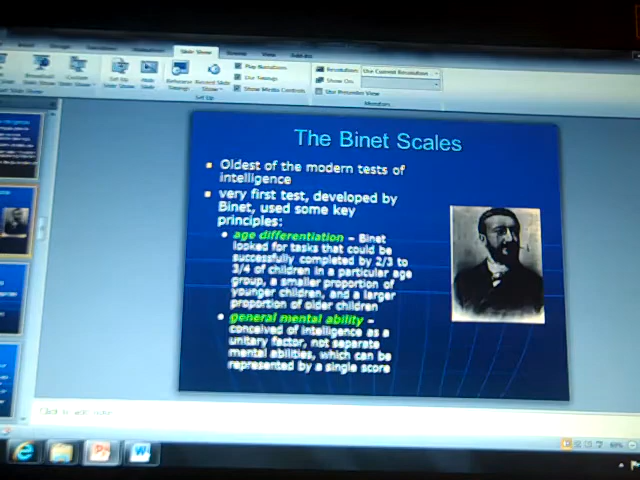 Slide Show
Play Narrations
Use Timings
Show Media Controls
Set Up
Resolution:
Use Current Resolution
Show On:
Use Presenter View
Monitors
The Binet Scales
Oldest of the modern tests of
intelligence
very first test, developed by
Binet, used some key
principles:
age differentiation – Binet
looked for tasks that could be
successfully completed by 2/3 to
3/4 of children in a particular age
group, a smaller proportion of
younger children, and a larger
proportion of older children
general mental ability –
conceived of intelligence as a
unitary factor, not separate
mental abilities, which can be
represented by a single score